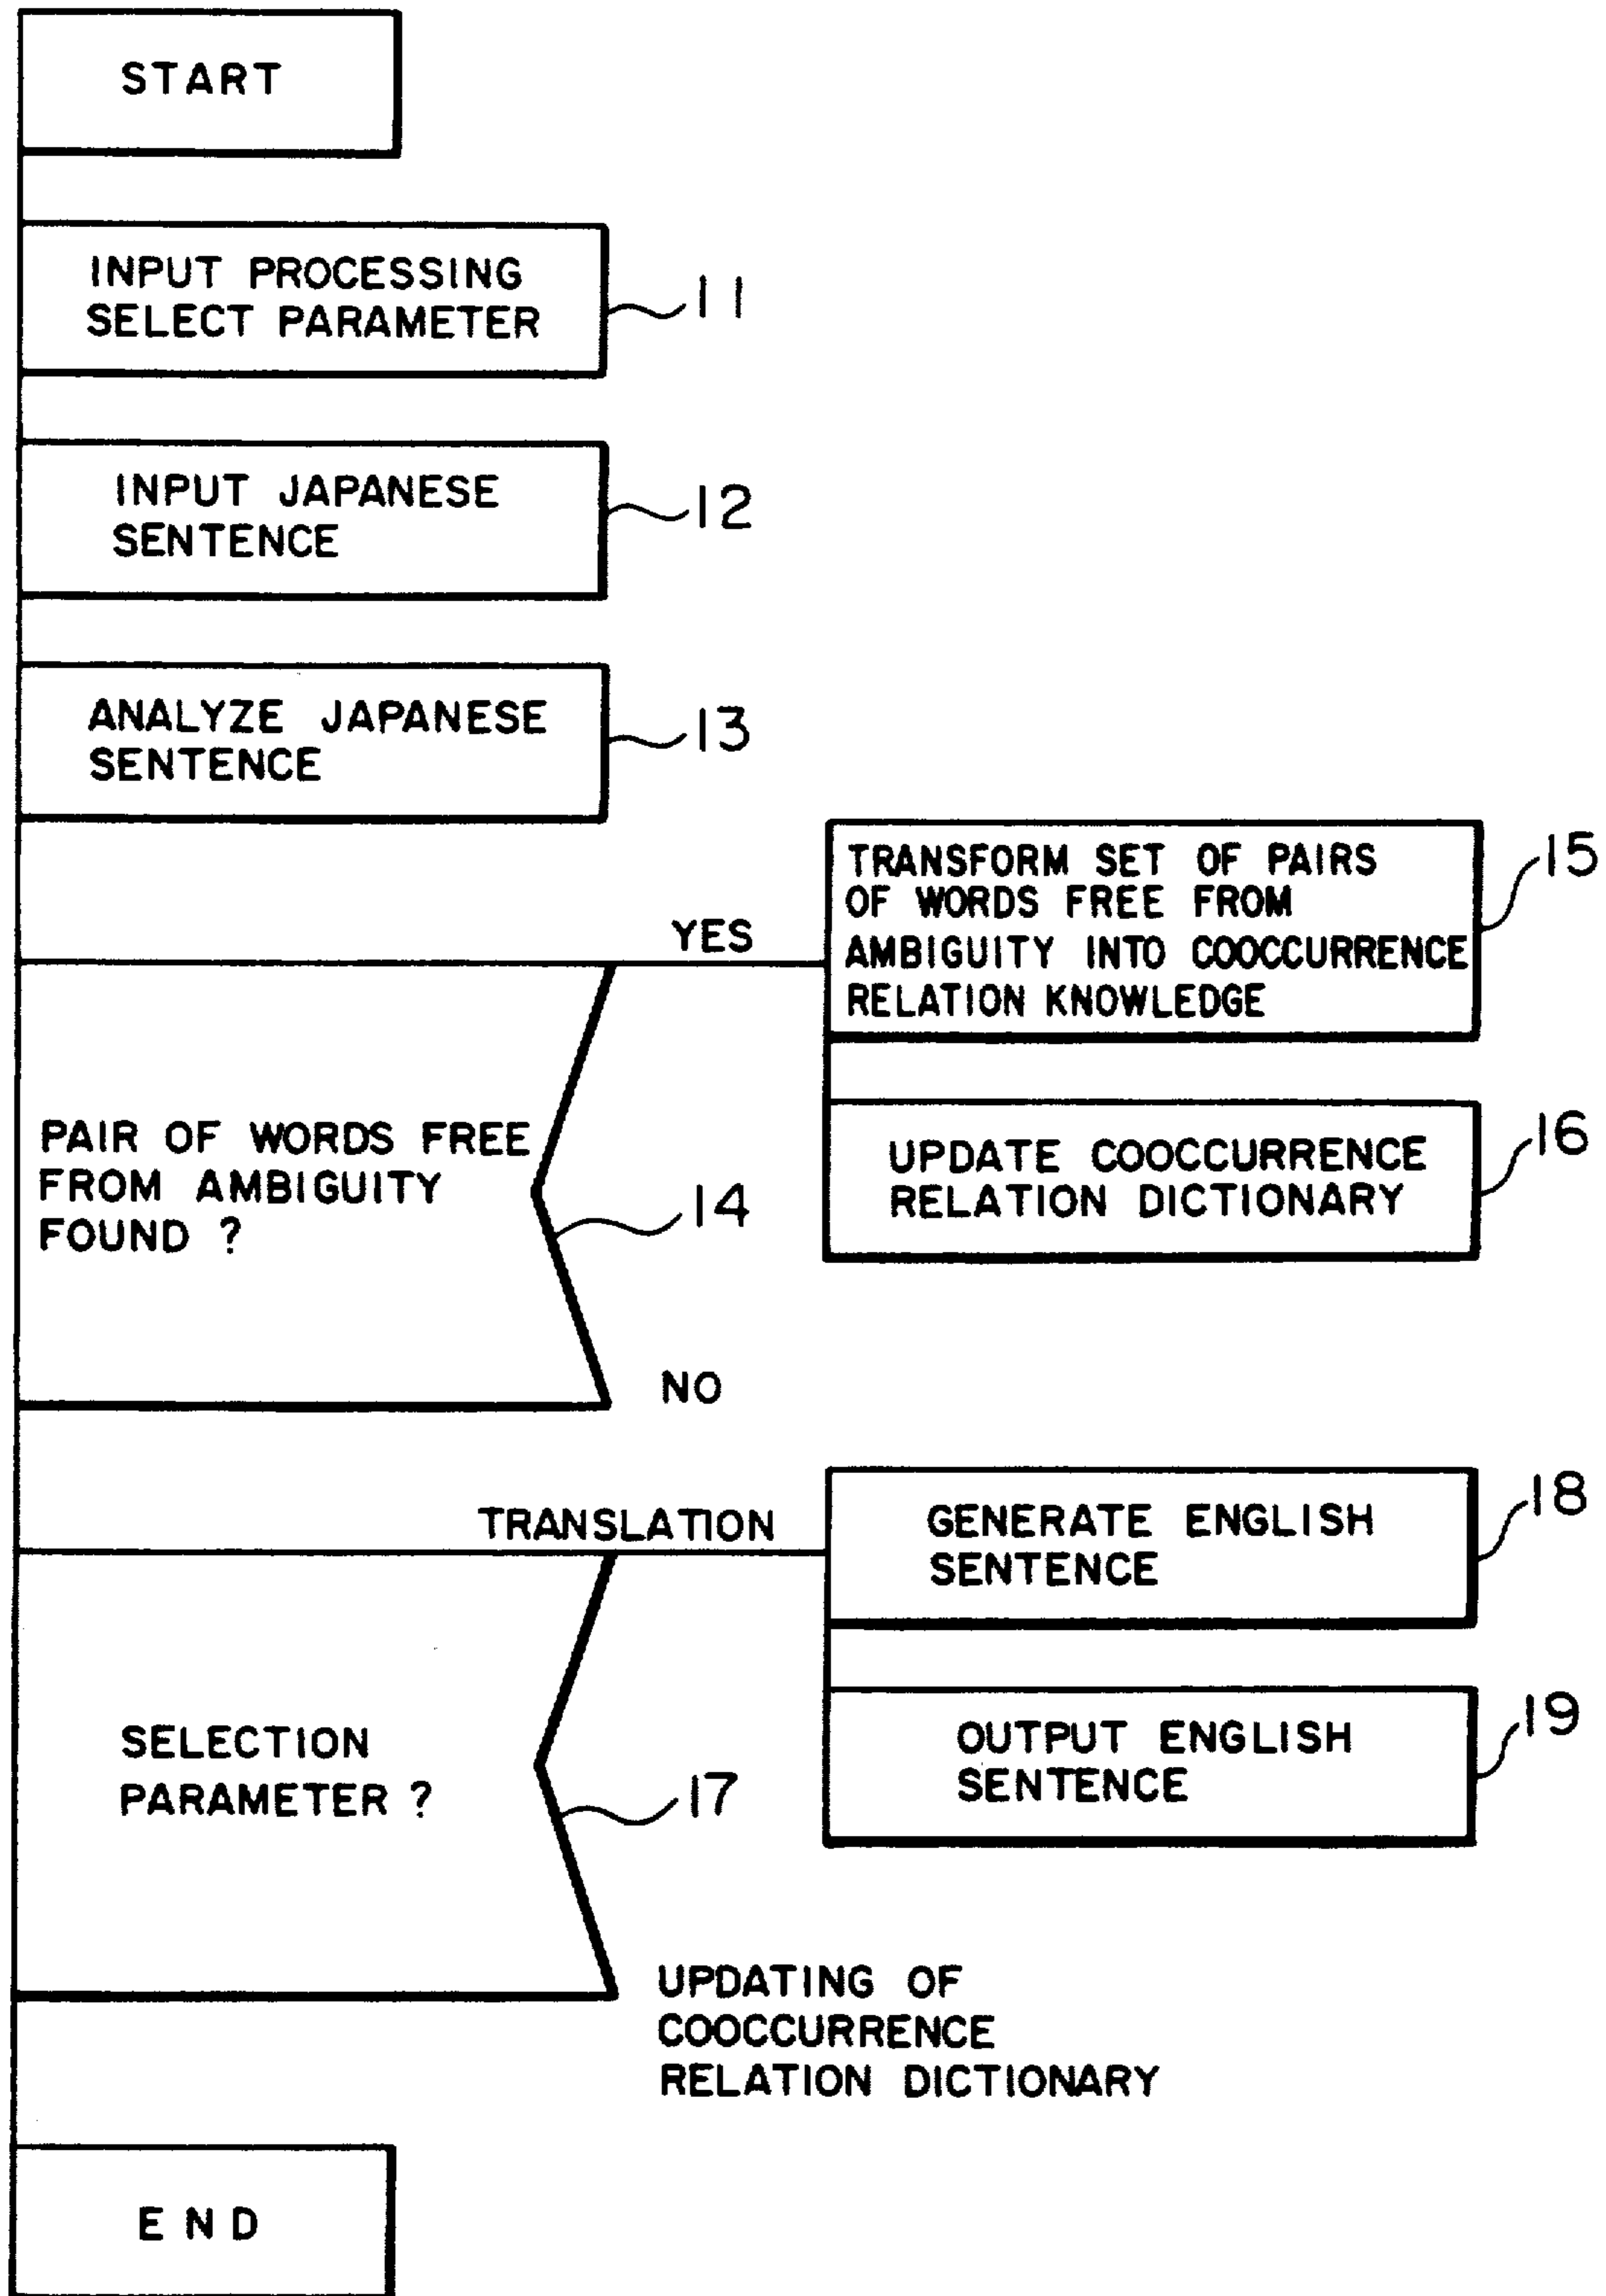 START
INPUT PROCESSING
SELECT PARAMETER
11
INPUT JAPANESE
SENTENCE
12
ANALYZE JAPANESE
SENTENCE
13
YES
TRANSFORM SET OF PAIRS
OF WORDS FREE FROM
AMBIGUITY INTO COOCCURRENCE
RELATION KNOWLEDGE
15
PAIR OF WORDS FREE
FROM AMBIGUITY
FOUND ?
14
UPDATE COOCCURRENCE
RELATION DICTIONARY
16
NO
TRANSLATION
GENERATE ENGLISH
SENTENCE
18
SELECTION
PARAMETER ?
17
OUTPUT ENGLISH
SENTENCE
19
UPDATING OF
COOCCURRENCE
RELATION DICTIONARY
END